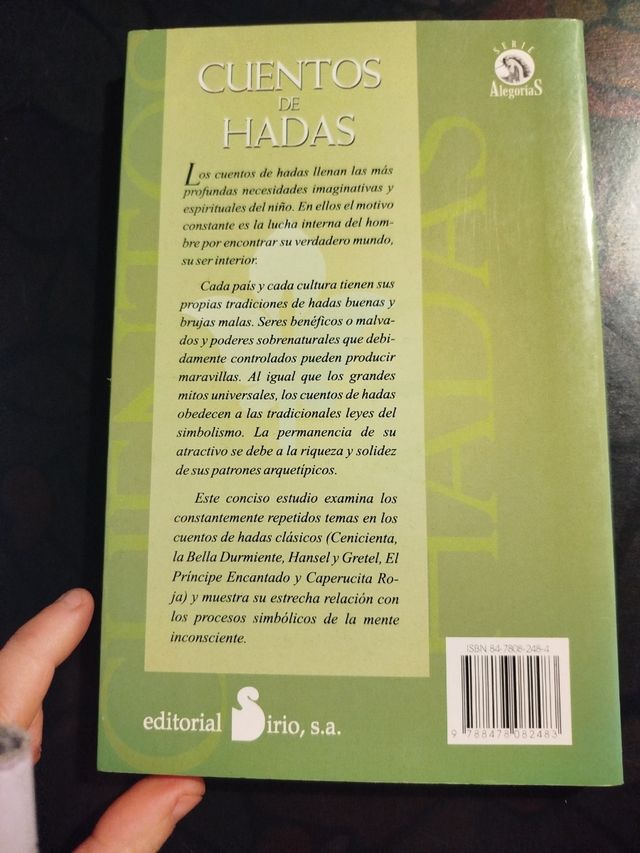 SERIE
AlegoríaS
CUENTOS
DE
HADAS
Los cuentos de hadas llenan las más
profundas necesidades imaginativas y
espirituales del niño. En ellos el motivo
constante es la lucha interna del hom-
bre por encontrar su verdadero mundo,
su ser interior.
Cada país y cada cultura tienen sus
propias tradiciones de hadas buenas y
brujas malas. Seres benéficos o malva-
dos y poderes sobrenaturales que debi-
damente controlados pueden producir
maravillas. Al igual que los grandes
mitos universales, los cuentos de hadas
obedecen a las tradicionales leyes del
simbolismo. La permanencia de su
atractivo se debe a la riqueza y solidez
de sus patrones arquetípicos.
Este conciso estudio examina los
constantemente repetidos temas en los
cuentos de hadas clásicos (Cenicienta,
la Bella Durmiente, Hansel y Gretel, El
Príncipe Encantado y Caperucita Ro-
ja) y muestra su estrecha relación con
los procesos simbólicos de la mente
inconsciente.
editorial Sirio, s.a.
ISBN 84-7808-248-4
9 788478 082483
CUENTOS
HADAS